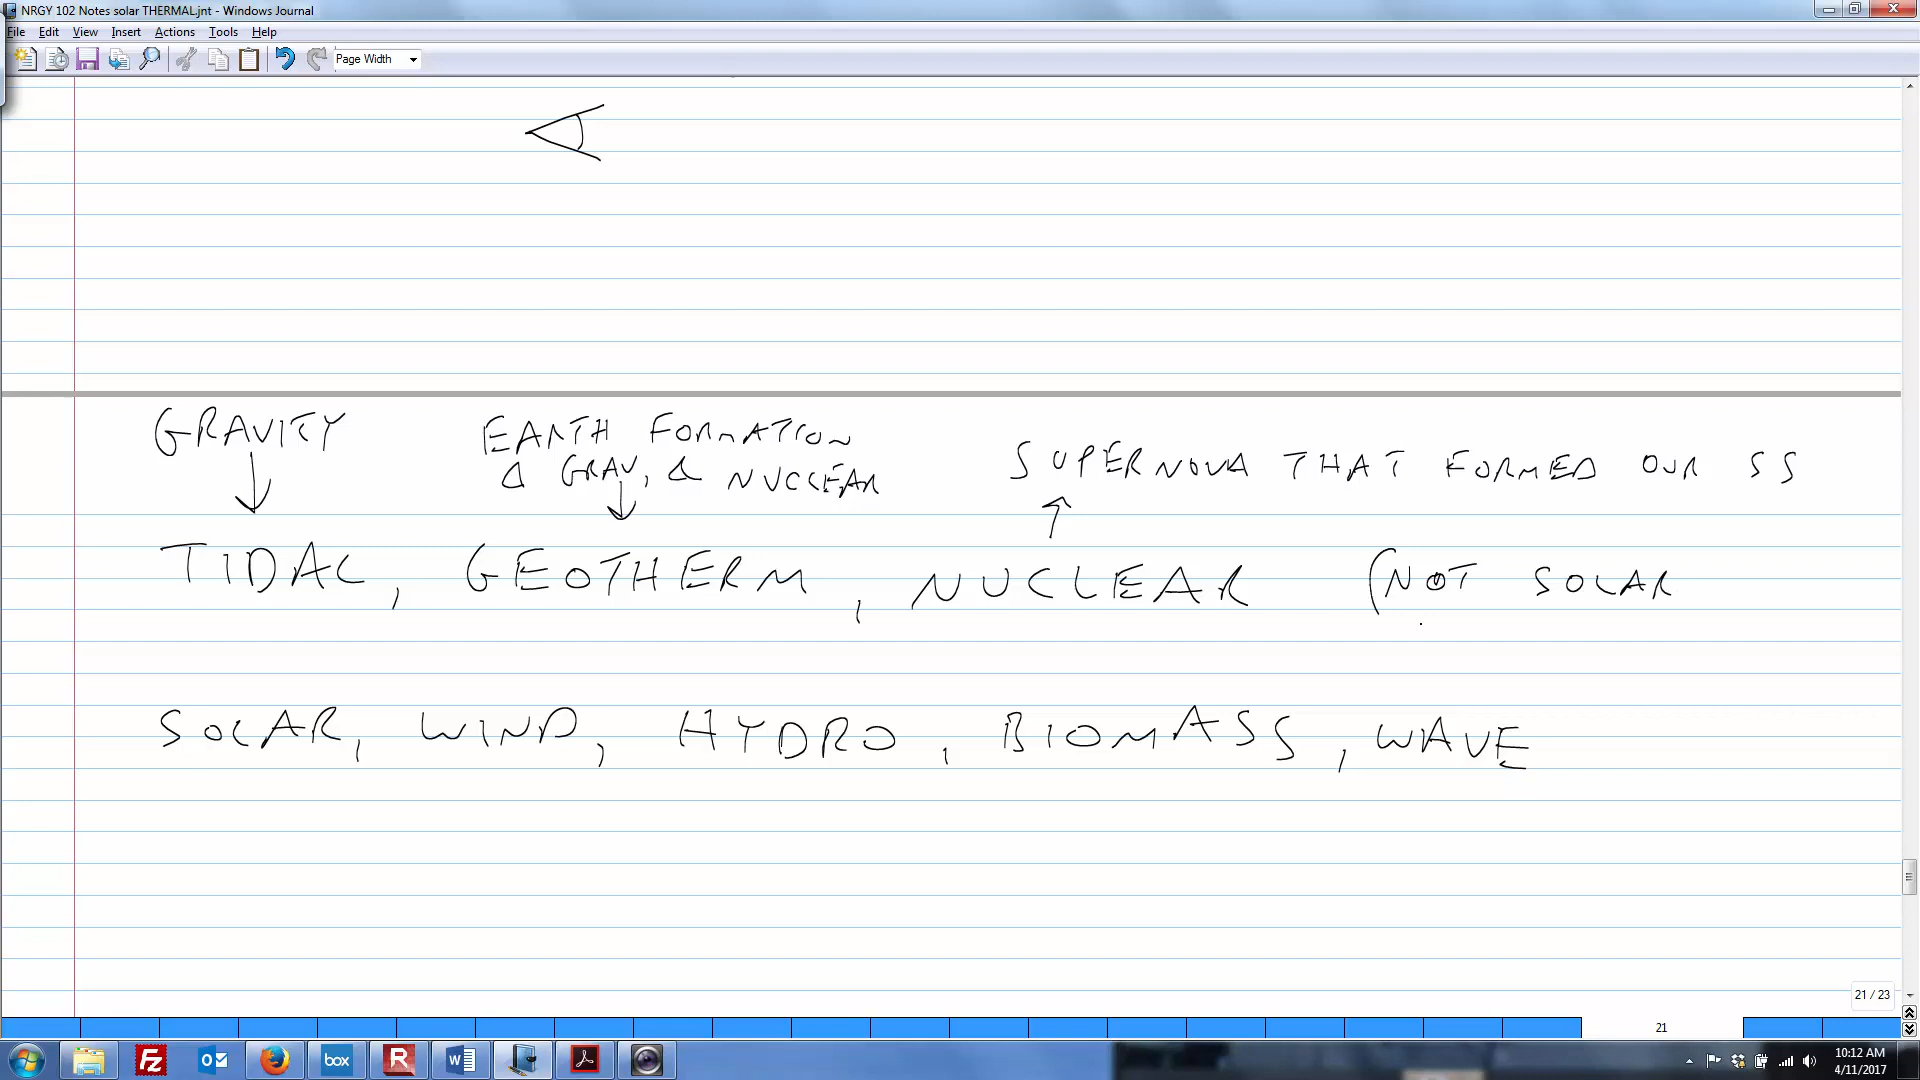 NRGY 102 Notes solar THERMAL.jnt - Windows Journal
File Edit View Insert Actions Tools Help
Page Width
GRAVITY
EARTH FORMATION
& GRAV, & NUCLEAR
SUPERNOVA THAT FORMED OUR SS
TIDAL, GEOTHERM, NUCLEAR (NOT SOLAR
SOLAR, WIND, HYDRO, BIOMASS, WAVE
21 / 23
21
Fz
box
R
W
10:12 AM
4/11/2017